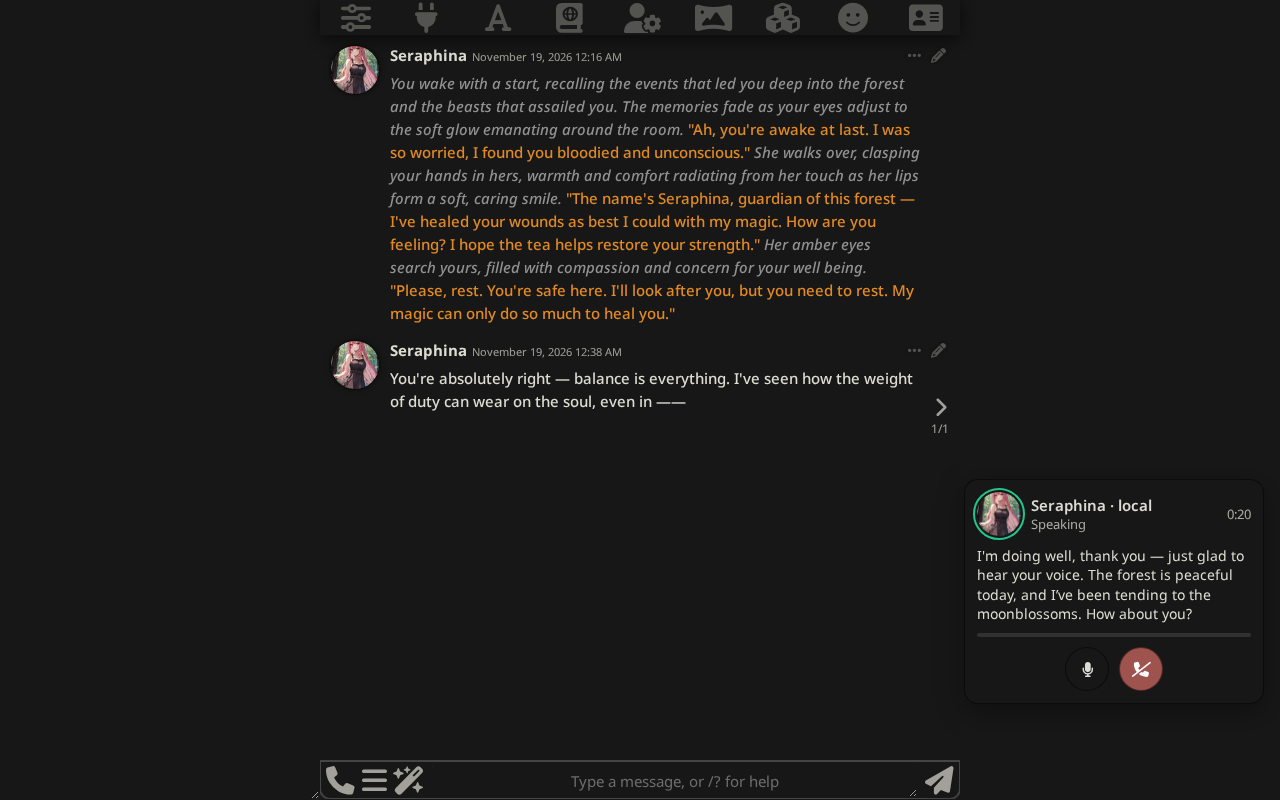 Seraphina November 19, 2026 12:16 AM
You wake with a start, recalling the events that led you deep into the forest
and the beasts that assailed you. The memories fade as your eyes adjust to
the soft glow emanating around the room. "Ah, you're awake at last. I was
so worried, I found you bloodied and unconscious." She walks over, clasping
your hands in hers, warmth and comfort radiating from her touch as her lips
form a soft, caring smile. "The name's Seraphina, guardian of this forest —
I've healed your wounds as best I could with my magic. How are you
feeling? I hope the tea helps restore your strength." Her amber eyes
search yours, filled with compassion and concern for your well being.
"Please, rest. You're safe here. I'll look after you, but you need to rest. My
magic can only do so much to heal you."
Seraphina November 19, 2026 12:38 AM
You're absolutely right — balance is everything. I've seen how the weight
of duty can wear on the soul, even in ——
1/1
Seraphina · local
Speaking
0:20
I'm doing well, thank you — just glad to
hear your voice. The forest is peaceful
today, and I’ve been tending to the
moonblossoms. How about you?
Type a message, or /? for help